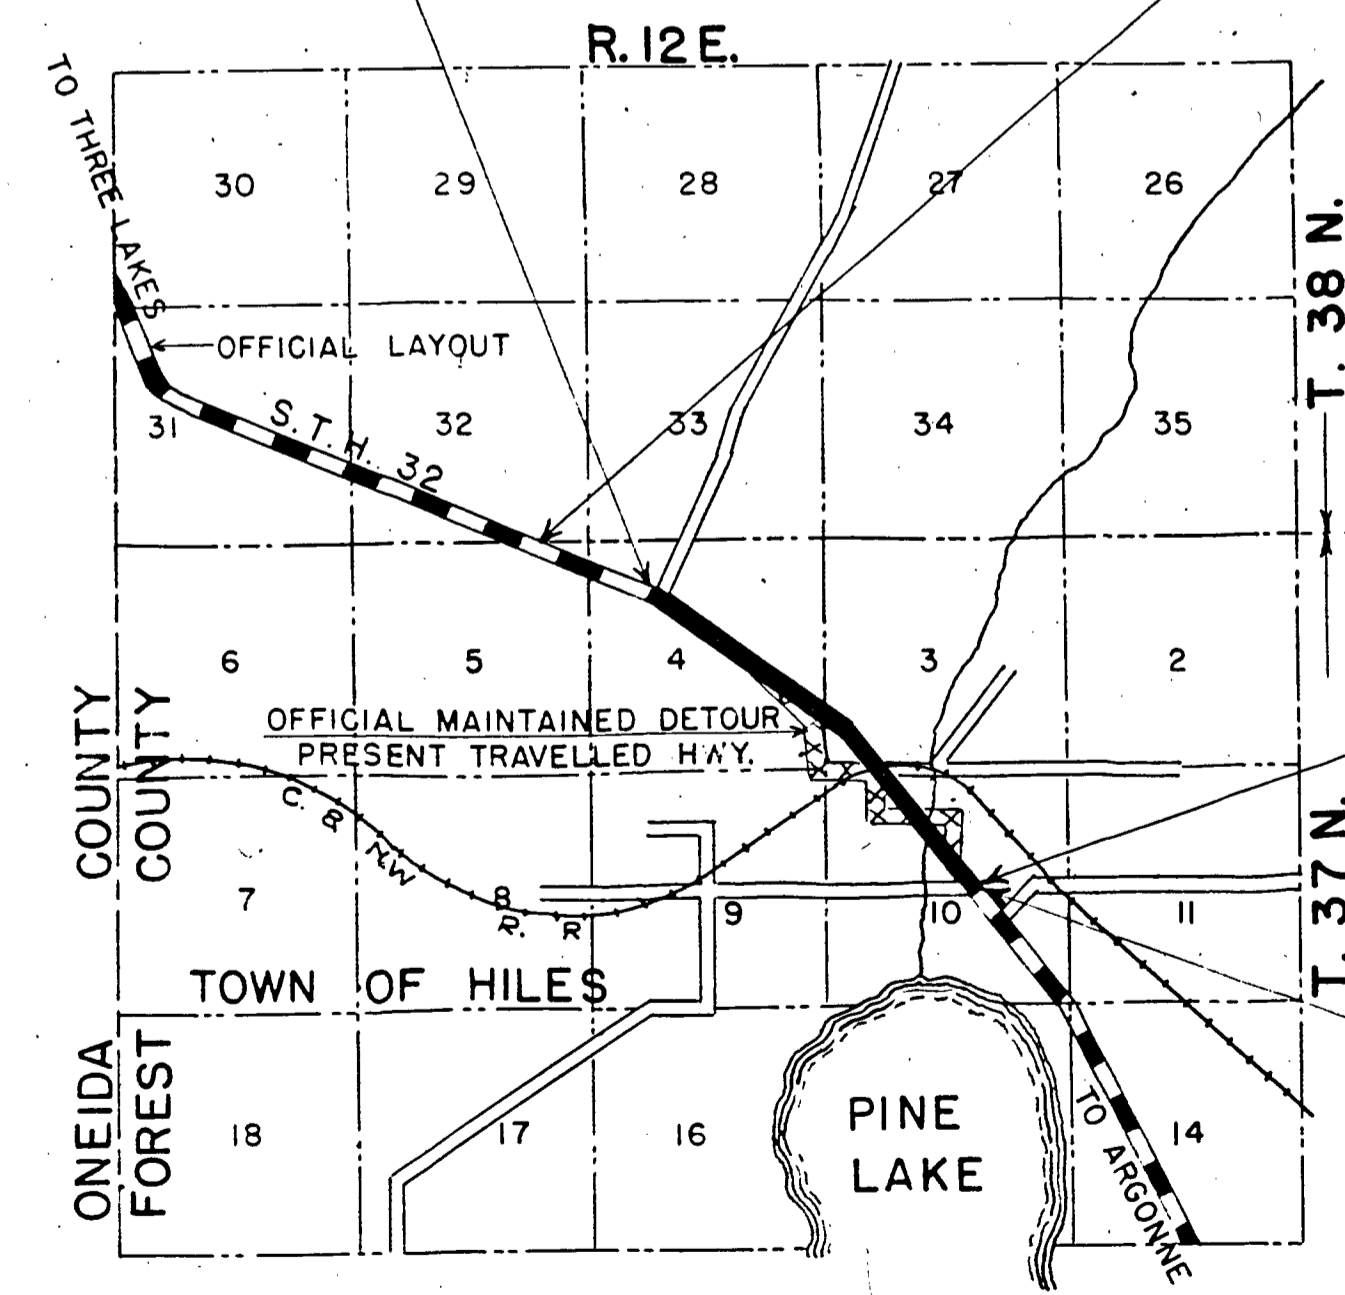 R. 12 E.
TO THREE LAKES
30 29 28 27 26
T. 38 N.
OFFICIAL LAYOUT
31 32 33 34 35
S. T. H. 32
6 5 4 3 2
OFFICIAL MAINTAINED DETOUR
PRESENT TRAVELLED HWY.
COUNTY
COUNTY
C. & N.W R. R
7 8 9 10 11
T. 37 N.
TOWN OF HILES
ONEIDA
FOREST
18 17 16 14
PINE
LAKE
TO ARGONNE